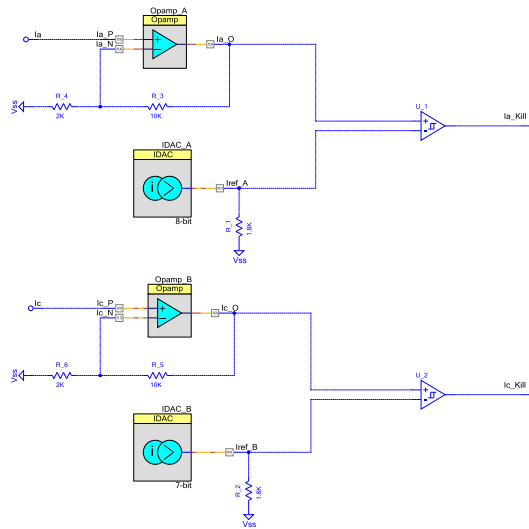 Opamp_A
Opamp
Ia
Ia_P
Ia_N
Ia_O
R_4
2K
R_3
10K
Vss
U_1
Ia_Kill
IDAC_A
IDAC
8-bit
Iref_A
R_1
1.8K
Vss
Opamp_B
Opamp
Ic
Ic_P
Ic_N
Ic_O
R_6
2K
R_5
10K
Vss
U_2
Ic_Kill
IDAC_B
IDAC
7-bit
Iref_B
R_2
1.8K
Vss